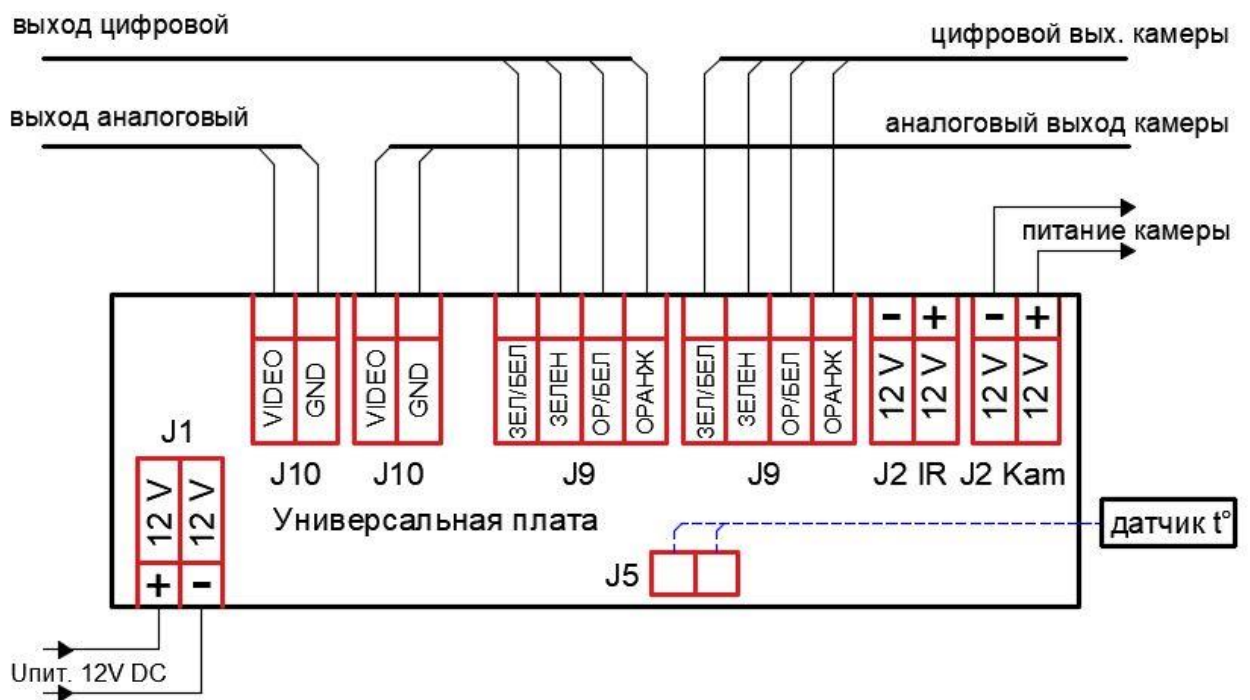 выход цифровой
цифровой вых. камеры
выход аналоговый
аналоговый выход камеры
питание камеры
- + - +
VIDEO
GND
VIDEO
GND
ЗЕЛ/БЕЛ
ЗЕЛЕН
ОР/БЕЛ
ОРАНЖ
ЗЕЛ/БЕЛ
ЗЕЛЕН
ОР/БЕЛ
ОРАНЖ
12 V
12 V
12 V
12 V
J1
J10 J10 J9 J9 J2 IR J2 Kam
12 V
12 V
Универсальная плата
датчик t°
J5
+ -
Uпит. 12V DC